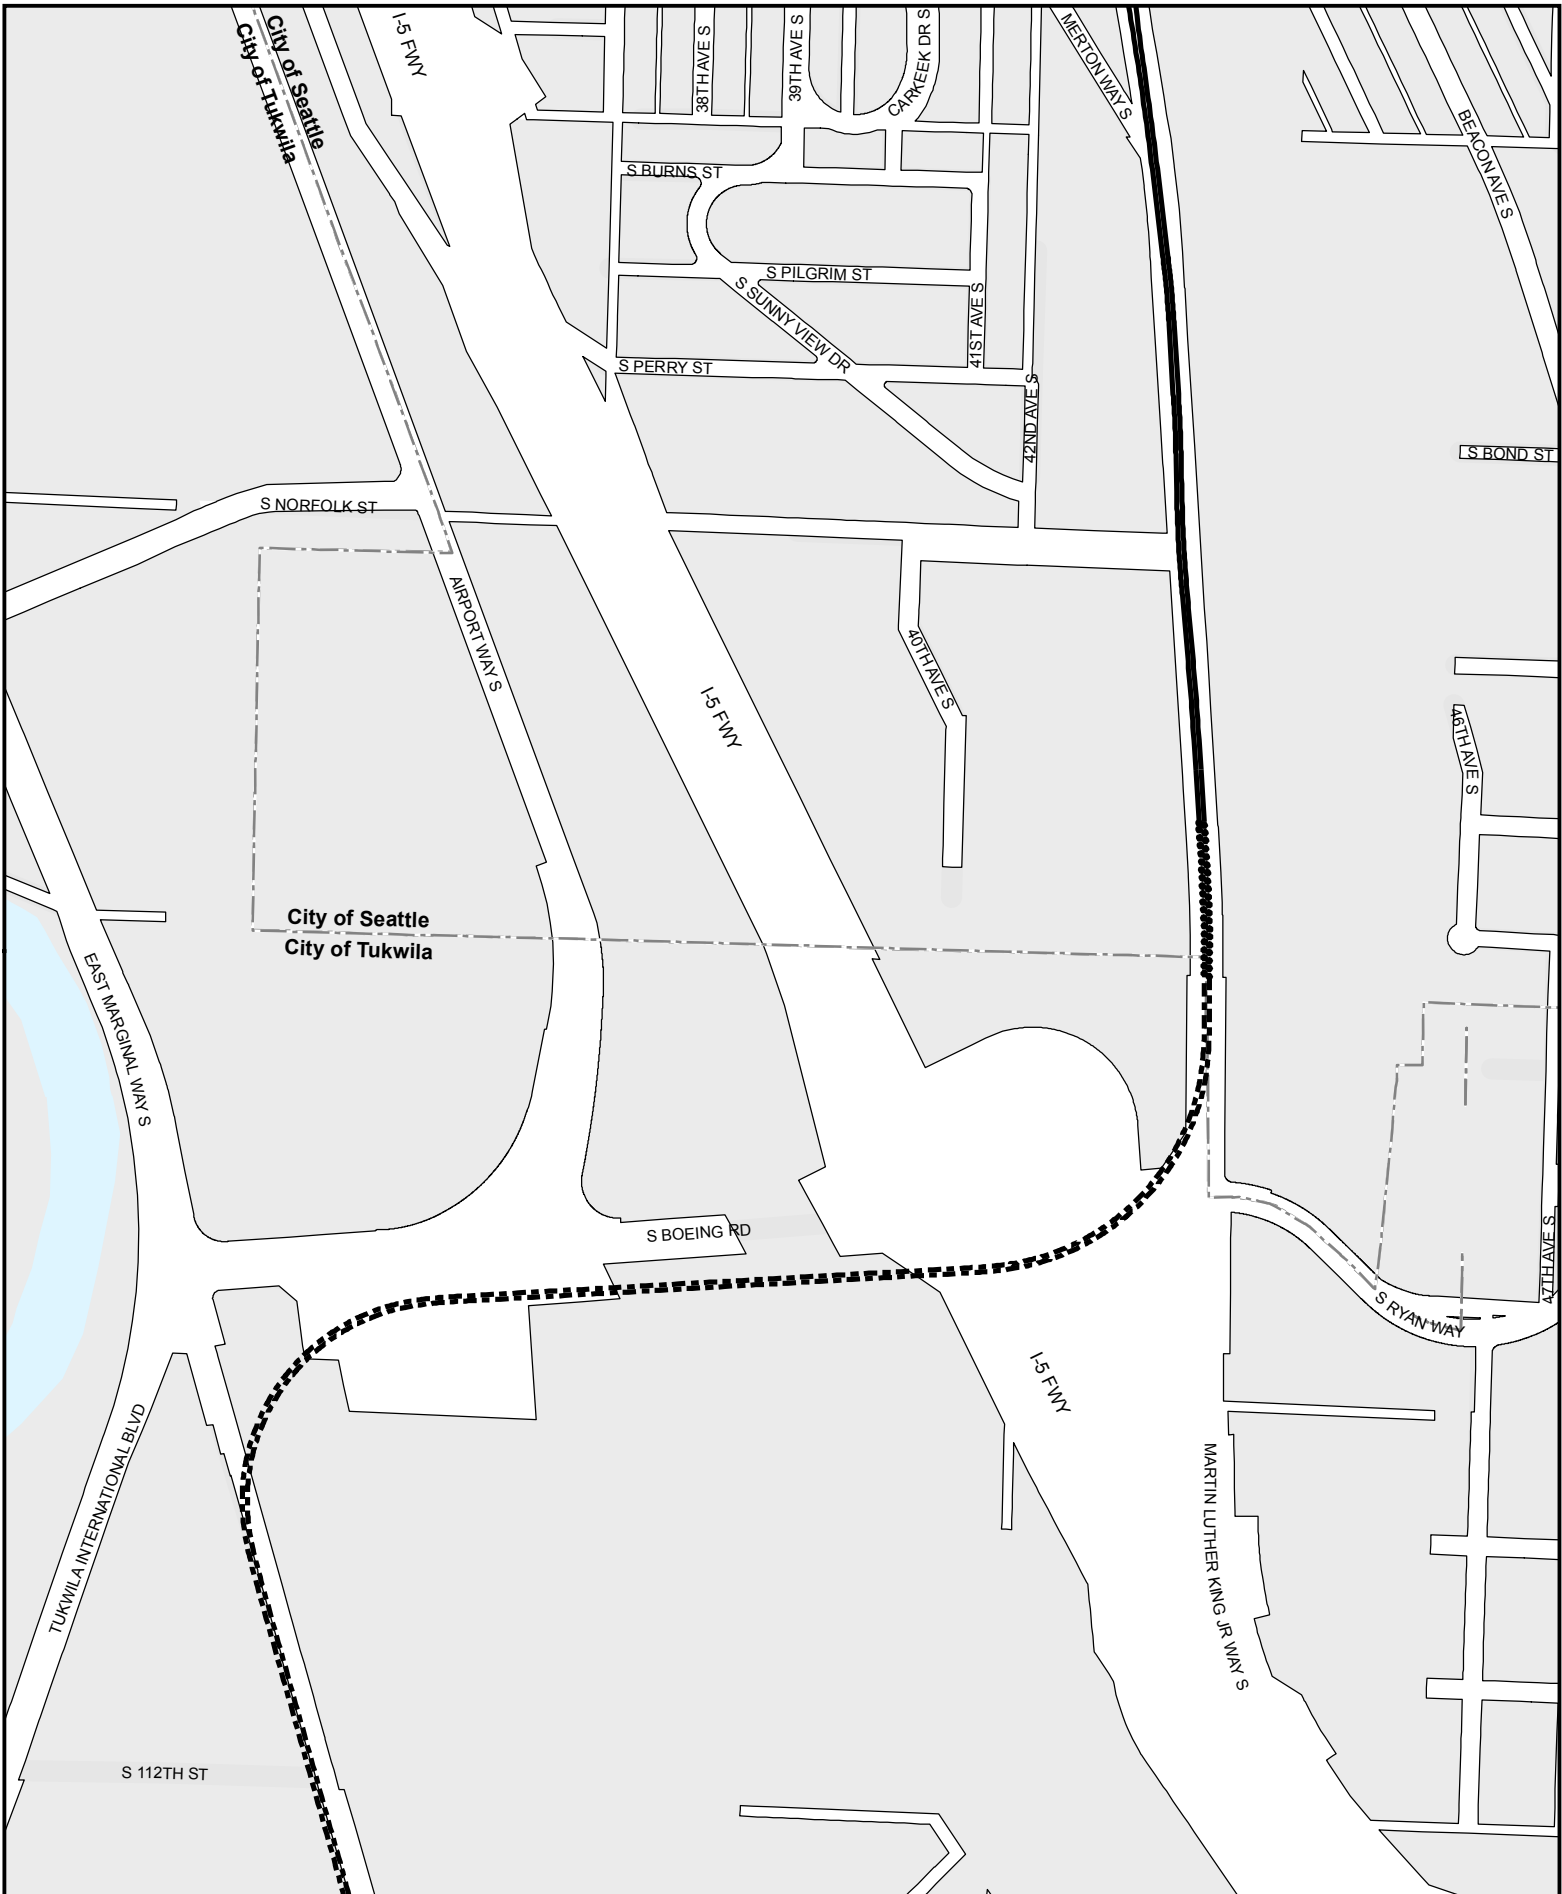 City of Seattle
City of Tukwila
I-5 FWY
38TH AVE S
39TH AVE S
CARKEEK DR S
MERTON WAY S
BEACON AVE S
S BURNS ST
S PILGRIM ST
S SUNNY VIEW DR
41ST AVE S
S PERRY ST
42ND AVE S
S BOND ST
S NORFOLK ST
AIRPORT WAY S
40TH AVE S
I-5 FWY
46TH AVE S
City of Seattle
City of Tukwila
EAST MARGINAL WAY S
S BOEING RD
47TH AVE S
S RYAN WAY
I-5 FWY
TUKWILA INTERNATIONAL BLVD
MARTIN LUTHER KING JR WAY S
S 112TH ST